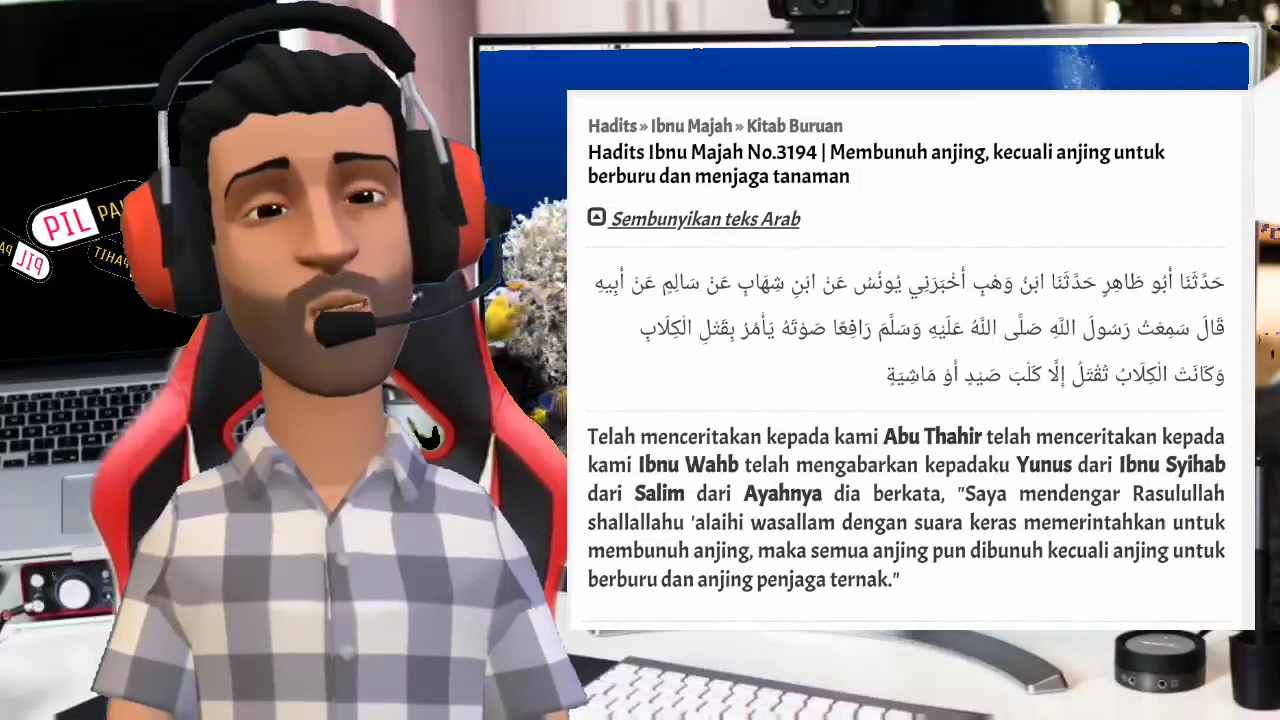 PIL
PA
PIL
PA
PAHIT
Hadits » Ibnu Majah » Kitab Buruan
Hadits Ibnu Majah No.3194 | Membunuh anjing, kecuali anjing untuk
berburu dan menjaga tanaman
Sembunyikan teks Arab
حَدَّثَنَا أَبُو طَاهِرٍ حَدَّثَنَا ابْنُ وَهْبٍ أَخْبَرَنِي يُونُسُ عَنْ ابْنِ شِهَابٍ عَنْ سَالِمٍ عَنْ أَبِيهِ
قَالَ سَمِعْتُ رَسُولَ اللَّهِ صَلَّى اللَّهُ عَلَيْهِ وَسَلَّمَ رَافِعًا صَوْتَهُ يَأْمُرُ بِقَتْلِ الْكِلَابِ
وَكَانَتْ الْكِلَابُ تُقْتَلُ إِلَّا كَلْبَ صَيْدٍ أَوْ مَاشِيَةٍ
Telah menceritakan kepada kami Abu Thahir telah menceritakan kepada
kami Ibnu Wahb telah mengabarkan kepadaku Yunus dari Ibnu Syihab
dari Salim dari Ayahnya dia berkata, "Saya mendengar Rasulullah
shallallahu 'alaihi wasallam dengan suara keras memerintahkan untuk
membunuh anjing, maka semua anjing pun dibunuh kecuali anjing untuk
berburu dan anjing penjaga ternak."